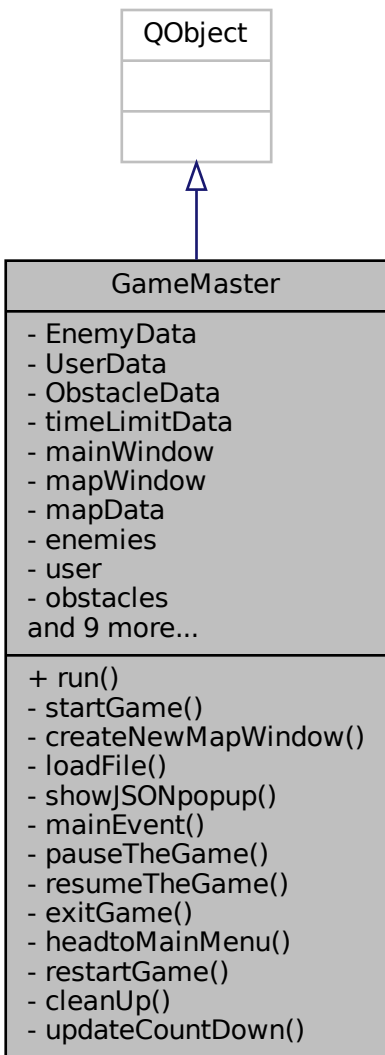 QObject
GameMaster
- EnemyData
- UserData
- ObstacleData
- timeLimitData
- mainWindow
- mapWindow
- mapData
- enemies
- user
- obstacles
and 9 more...
+ run()
- startGame()
- createNewMapWindow()
- loadFile()
- showJSONpopup()
- mainEvent()
- pauseTheGame()
- resumeTheGame()
- exitGame()
- headtoMainMenu()
- restartGame()
- cleanUp()
- updateCountDown()